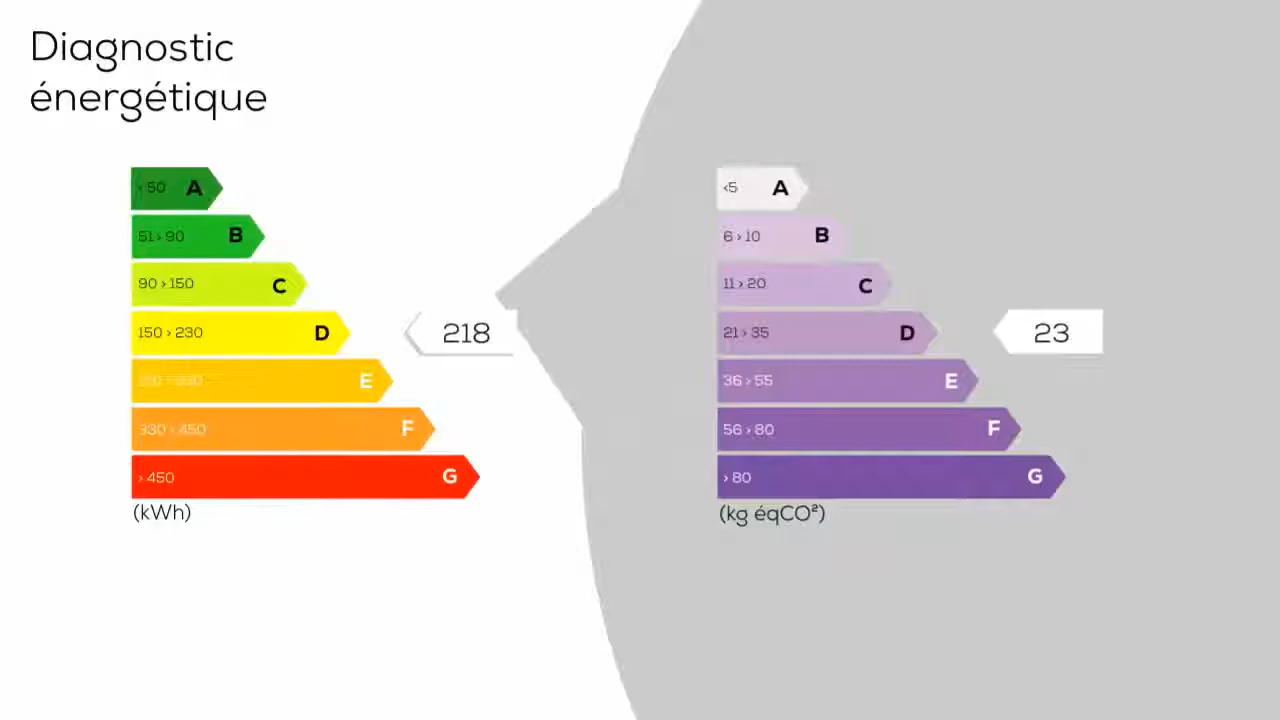 Diagnostic
énergétique
< 50 A
51 > 90 B
90 > 150 C
150 > 230 D
218
E
330 > 450 F
> 450 G
(kWh)
<5 A
6 > 10 B
11 > 20 C
21 > 35 D
23
36 > 55 E
56 > 80 F
> 80 G
(kg éqCO²)